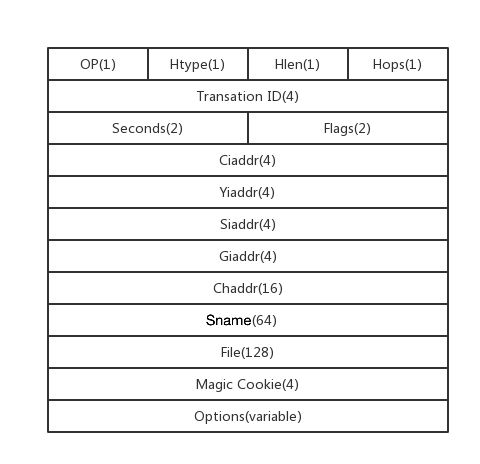 OP(1) Htype(1) Hlen(1) Hops(1)
Transation ID(4)
Seconds(2) Flags(2)
Ciaddr(4)
Yiaddr(4)
Siaddr(4)
Giaddr(4)
Chaddr(16)
Sname(64)
File(128)
Magic Cookie(4)
Options(variable)